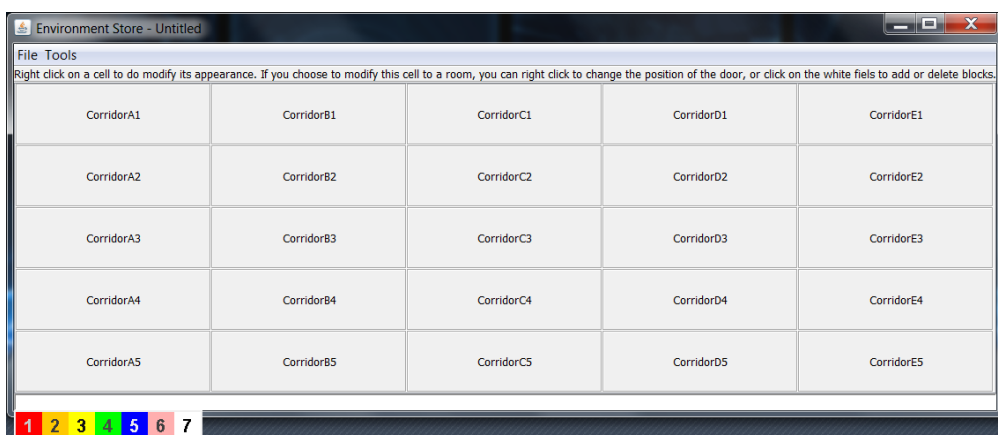 Environment Store - Untitled
File Tools
Right click on a cell to do modify its appearance. If you choose to modify this cell to a room, you can right click to change the position of the door, or click on the white fiels to add or delete blocks.
CorridorA1 CorridorB1 CorridorC1 CorridorD1 CorridorE1
CorridorA2 CorridorB2 CorridorC2 CorridorD2 CorridorE2
CorridorA3 CorridorB3 CorridorC3 CorridorD3 CorridorE3
CorridorA4 CorridorB4 CorridorC4 CorridorD4 CorridorE4
CorridorA5 CorridorB5 CorridorC5 CorridorD5 CorridorE5
1 2 3 4 5 6 7